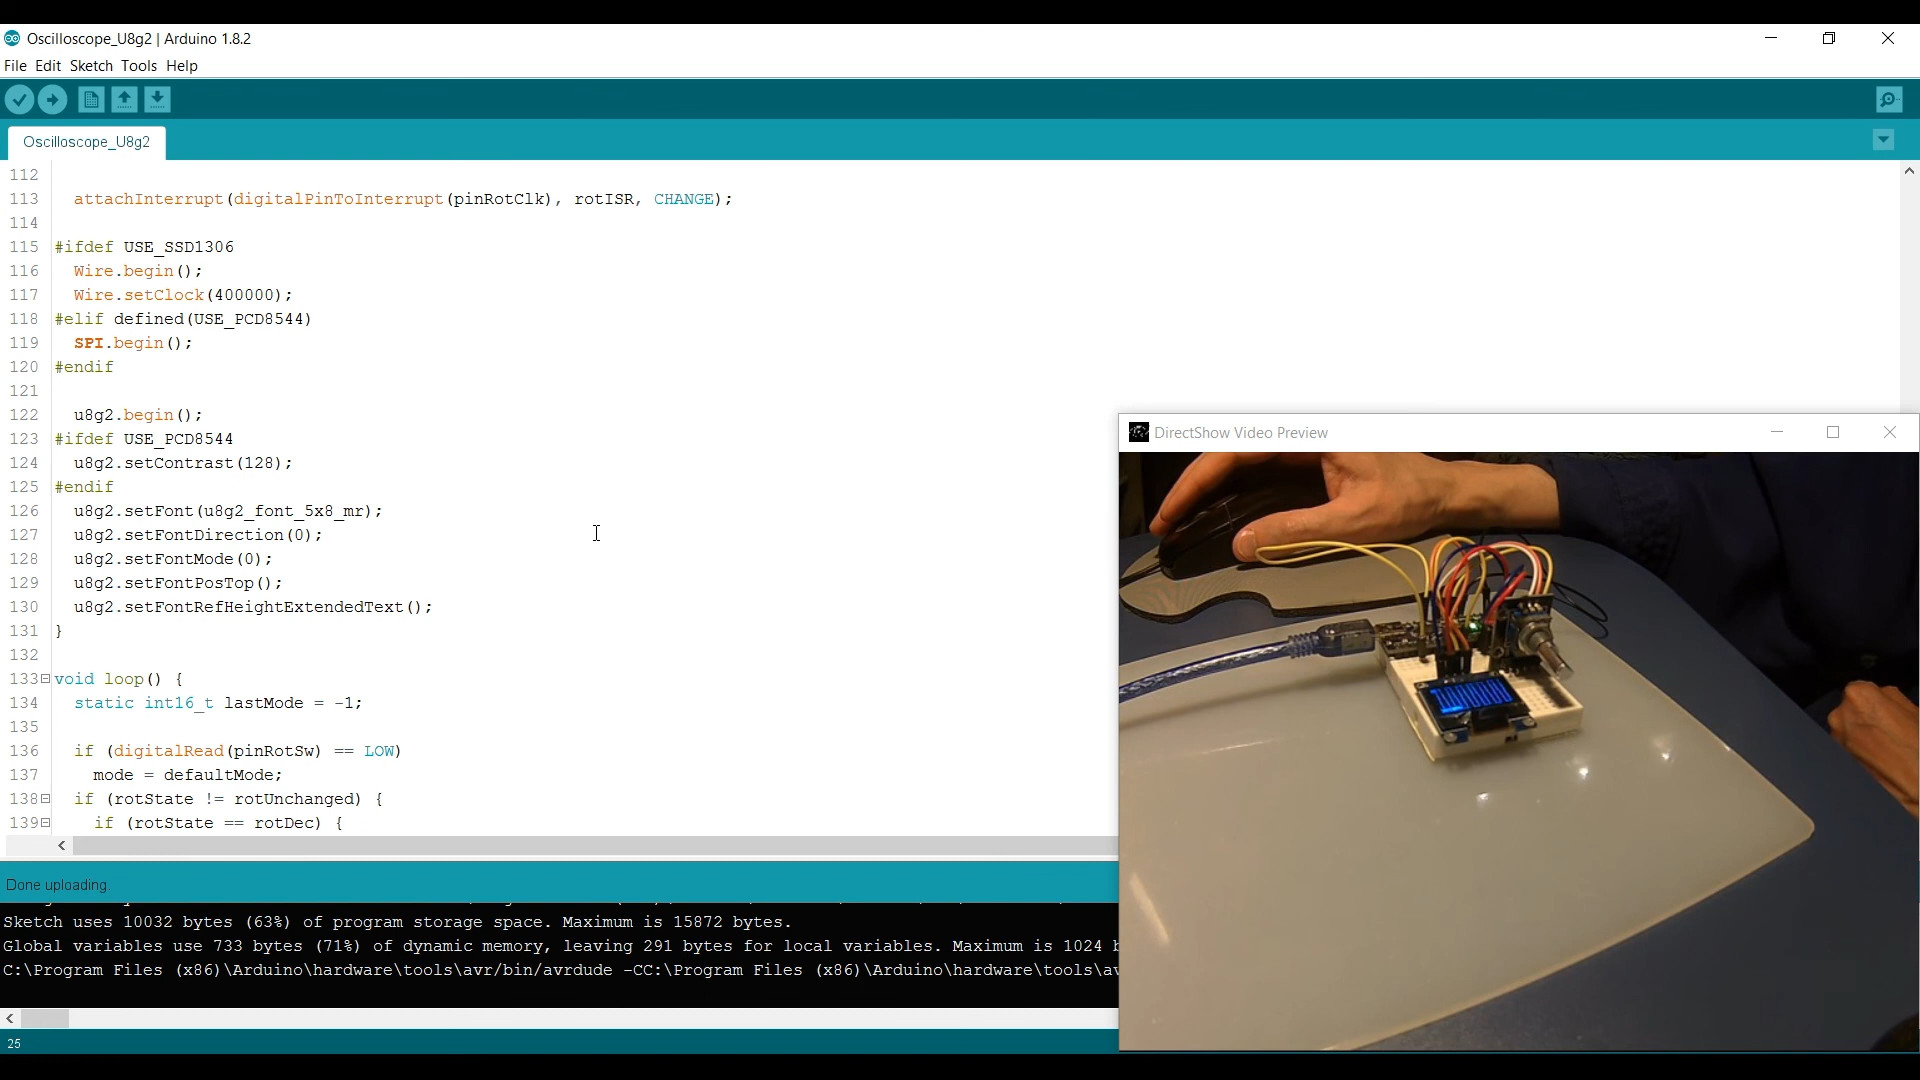 Oscilloscope_U8g2 | Arduino 1.8.2
File Edit Sketch Tools Help
Oscilloscope_U8g2
112
113 attachInterrupt(digitalPinToInterrupt(pinRotClk), rotISR, CHANGE);
114
115 #ifdef USE_SSD1306
116 Wire.begin();
117 Wire.setClock(400000);
118 #elif defined(USE_PCD8544)
119 SPI.begin();
120 #endif
121
122 u8g2.begin();
123 #ifdef USE_PCD8544
124 u8g2.setContrast(128);
125 #endif
126 u8g2.setFont(u8g2_font_5x8_mr);
127 u8g2.setFontDirection(0);
128 u8g2.setFontMode(0);
129 u8g2.setFontPosTop();
130 u8g2.setFontRefHeightExtendedText();
131 }
132
133 void loop() {
134 static int16_t lastMode = -1;
135
136 if (digitalRead(pinRotSw) == LOW)
137 mode = defaultMode;
138 if (rotState != rotUnchanged) {
139 if (rotState == rotDec) {
DirectShow Video Preview
Done uploading.
Sketch uses 10032 bytes (63%) of program storage space. Maximum is 15872 bytes.
Global variables use 733 bytes (71%) of dynamic memory, leaving 291 bytes for local variables. Maximum is 1024 b
C:\Program Files (x86)\Arduino\hardware\tools\avr/bin/avrdude -CC:\Program Files (x86)\Arduino\hardware\tools\av
25